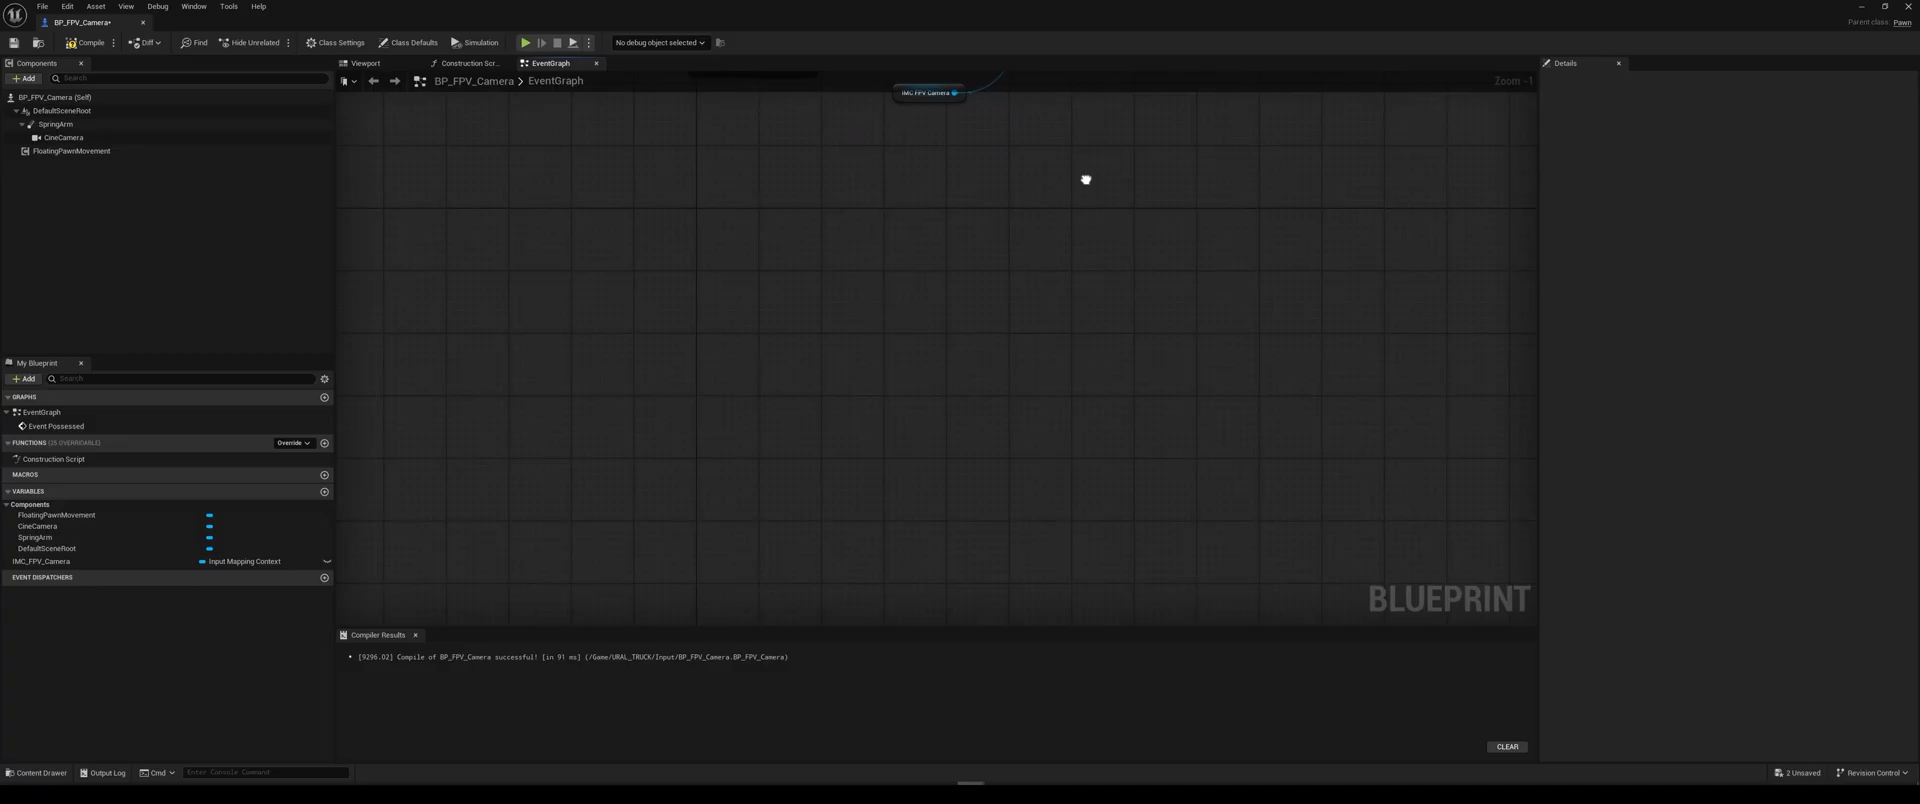 File Edit Asset View Debug Window Tools Help
BP_FPV_Camera•
Parent class: Pawn
Compile Diff Find Hide Unrelated Class Settings Class Defaults Simulation No debug object selected
Components
Viewport Construction Scr... EventGraph
Details
Add Search
BP_FPV_Camera > EventGraph
Zoom -1
IMC FPV Camera
BP_FPV_Camera (Self)
DefaultSceneRoot
SpringArm
CineCamera
FloatingPawnMovement
My Blueprint
Add Search
GRAPHS
EventGraph
Event Possessed
FUNCTIONS (25 OVERRIDABLE) Override
Construction Script
MACROS
VARIABLES
Components
FloatingPawnMovement
CineCamera
SpringArm
DefaultSceneRoot
IMC_FPV_Camera Input Mapping Context
EVENT DISPATCHERS
BLUEPRINT
Compiler Results
• [9296.02] Compile of BP_FPV_Camera successful! [in 91 ms] (/Game/URAL_TRUCK/Input/BP_FPV_Camera.BP_FPV_Camera)
CLEAR
Content Drawer Output Log Cmd Enter Console Command 2 Unsaved Revision Control